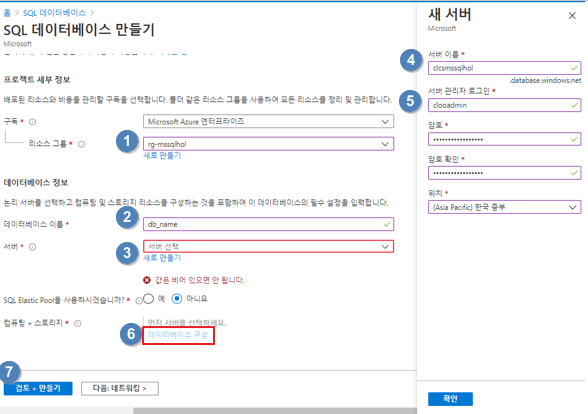 홈 > SQL 데이터베이스 >
SQL 데이터베이스 만들기
Microsoft
프로젝트 세부 정보
배포된 리소스와 비용을 관리할 구독을 선택합니다. 폴더 같은 리소스 그룹을 사용하여 모든 리소스를 정리 및 관리합니다.
구독 *
Microsoft Azure 엔터프라이즈
리소스 그룹 *
1
rg-mssqlhol
새로 만들기
데이터베이스 정보
논리 서버를 선택하고 컴퓨팅 및 스토리지 리소스를 구성하는 것을 포함하여 이 데이터베이스의 필수 설정을 입력합니다.
데이터베이스 이름 *
2
db_name
서버 *
3
서버 선택
새로 만들기
값은 비어 있으면 안 됩니다.
SQL Elastic Pool을 사용하시겠습니까? *
예
아니요
컴퓨팅 + 스토리지 *
먼저 서버를 선택하세요.
6
데이터베이스 구성
7
검토 + 만들기
다음: 네트워킹 >
새 서버
Microsoft
서버 이름 *
4
clcsmssqlhol
.database.windows.net
서버 관리자 로그인 *
5
clooadmin
암호 *
••••••••••••••••
암호 확인 *
••••••••••••••••
위치 *
(Asia Pacific) 한국 중부
확인